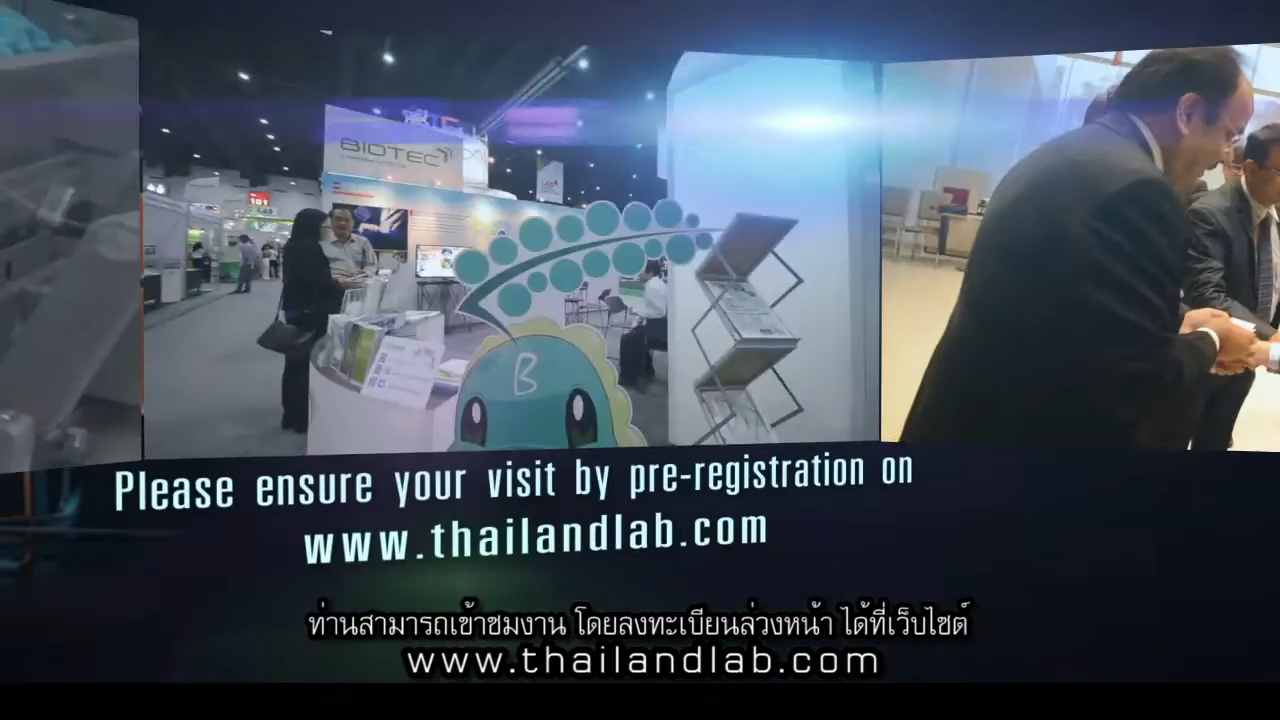 BIOTEC
101
B
Please ensure your visit by pre-registration on
www.thailandlab.com
ท่านสามารถเข้าชมงาน โดยลงทะเบียนล่วงหน้า ได้ที่เว็บไซต์
www.thailandlab.com